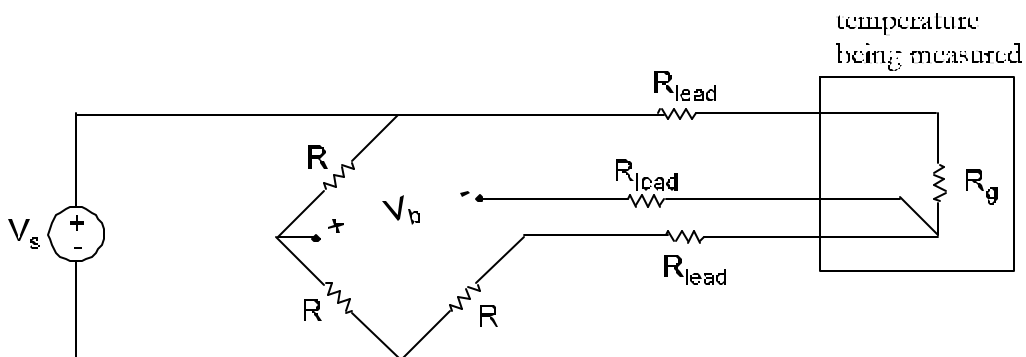 temperature
being measured
R_lead
R
R_lead
R_g
+
-
V_b
V_s
+
-
R_lead
R
R